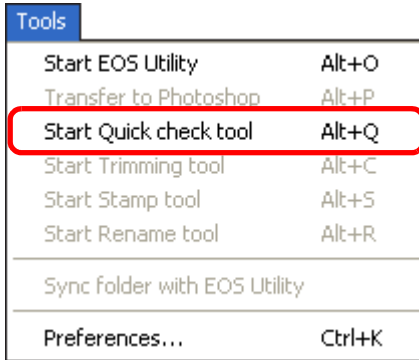 Tools
Start EOS Utility Alt+O
Transfer to Photoshop Alt+P
Start Quick check tool Alt+Q
Start Trimming tool Alt+C
Start Stamp tool Alt+S
Start Rename tool Alt+R
Sync folder with EOS Utility
Preferences... Ctrl+K